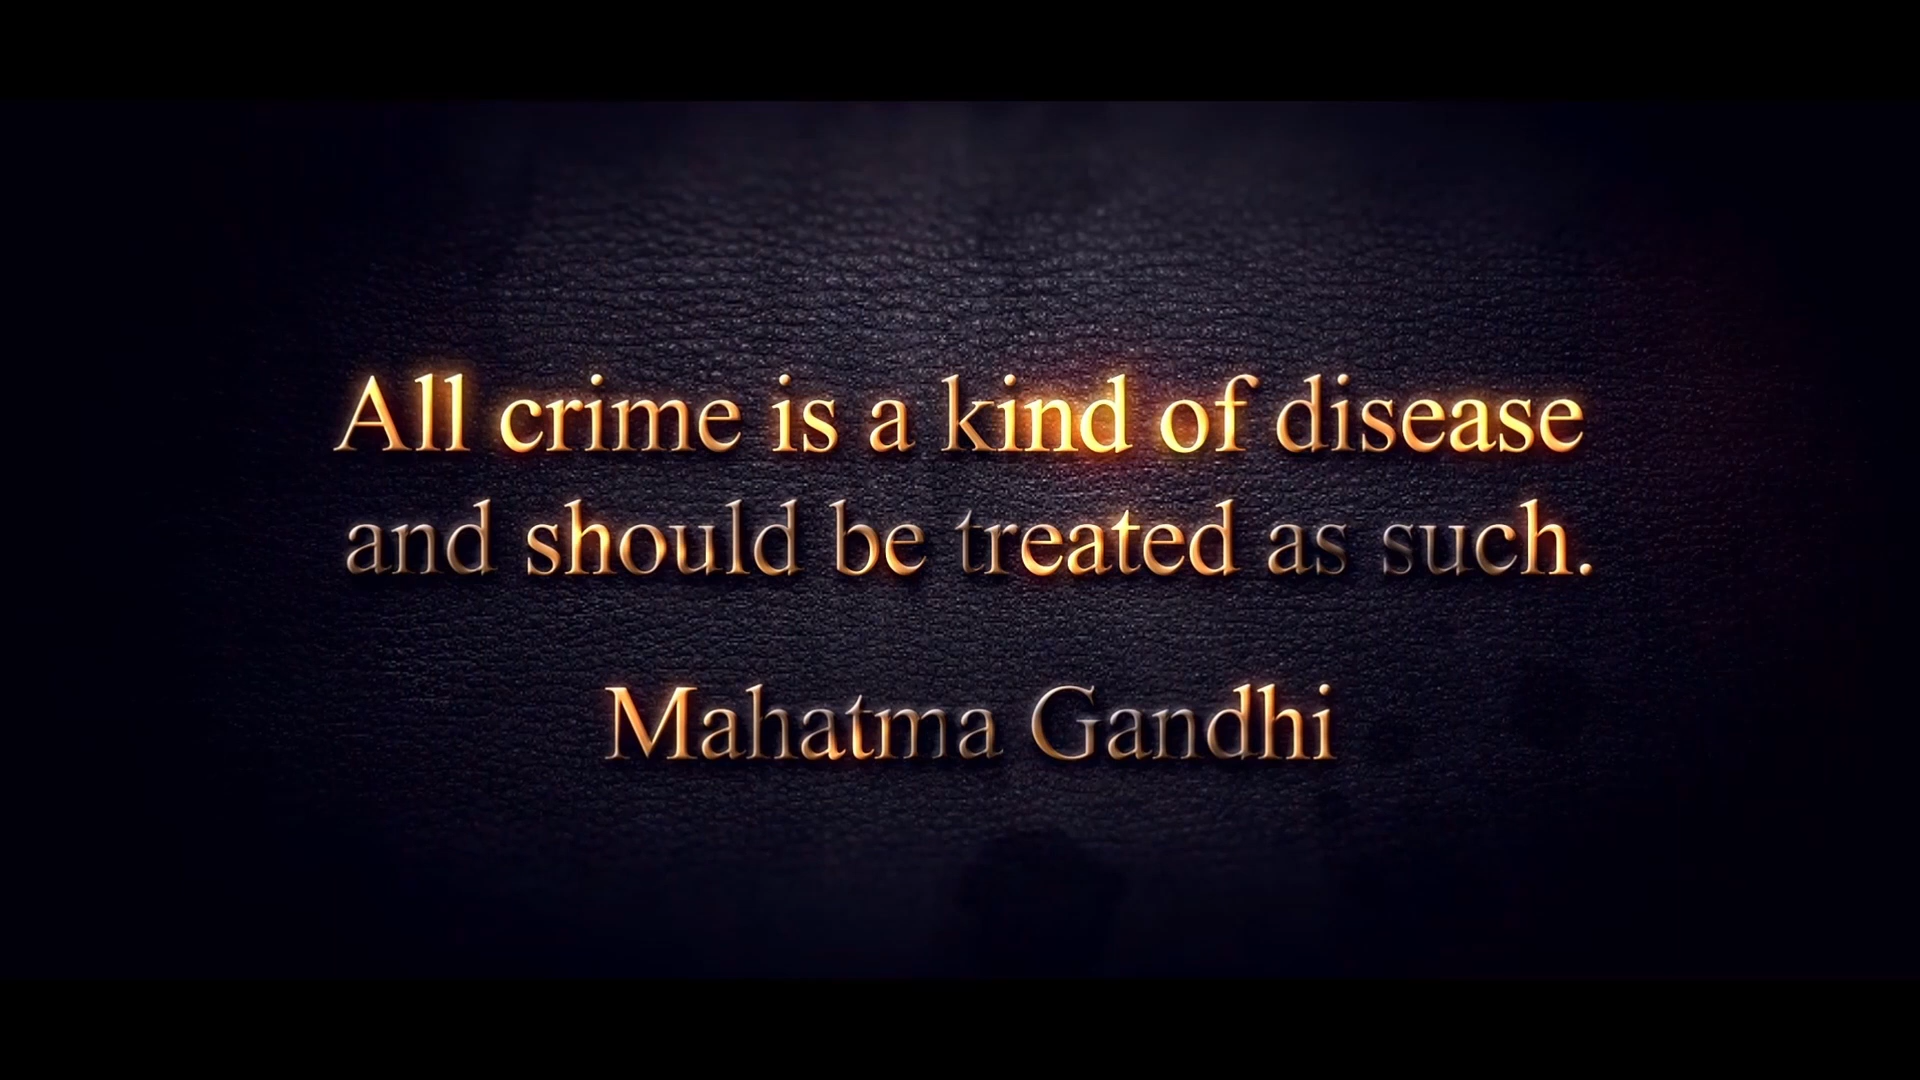 All crime is a kind of disease
and should be treated as such.
Mahatma Gandhi